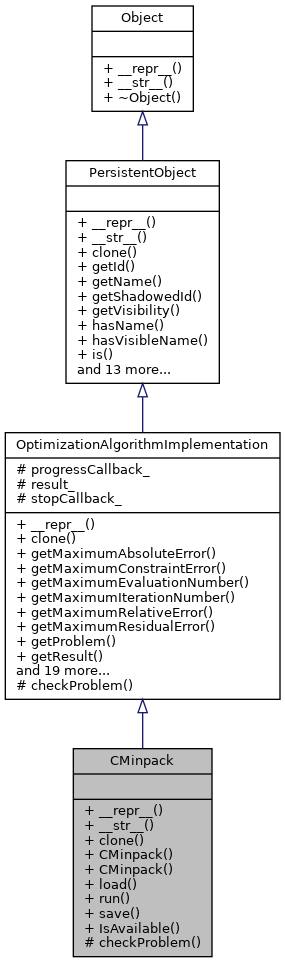 Object
+ __repr__()
+ __str__()
+ ~Object()
PersistentObject
+ __repr__()
+ __str__()
+ clone()
+ getId()
+ getName()
+ getShadowedId()
+ getVisibility()
+ hasName()
+ hasVisibleName()
+ is()
and 13 more...
OptimizationAlgorithmImplementation
# progressCallback_
# result_
# stopCallback_
+ __repr__()
+ clone()
+ getMaximumAbsoluteError()
+ getMaximumConstraintError()
+ getMaximumEvaluationNumber()
+ getMaximumIterationNumber()
+ getMaximumRelativeError()
+ getMaximumResidualError()
+ getProblem()
+ getResult()
and 19 more...
# checkProblem()
CMinpack
+ __repr__()
+ __str__()
+ clone()
+ CMinpack()
+ CMinpack()
+ load()
+ run()
+ save()
+ IsAvailable()
# checkProblem()